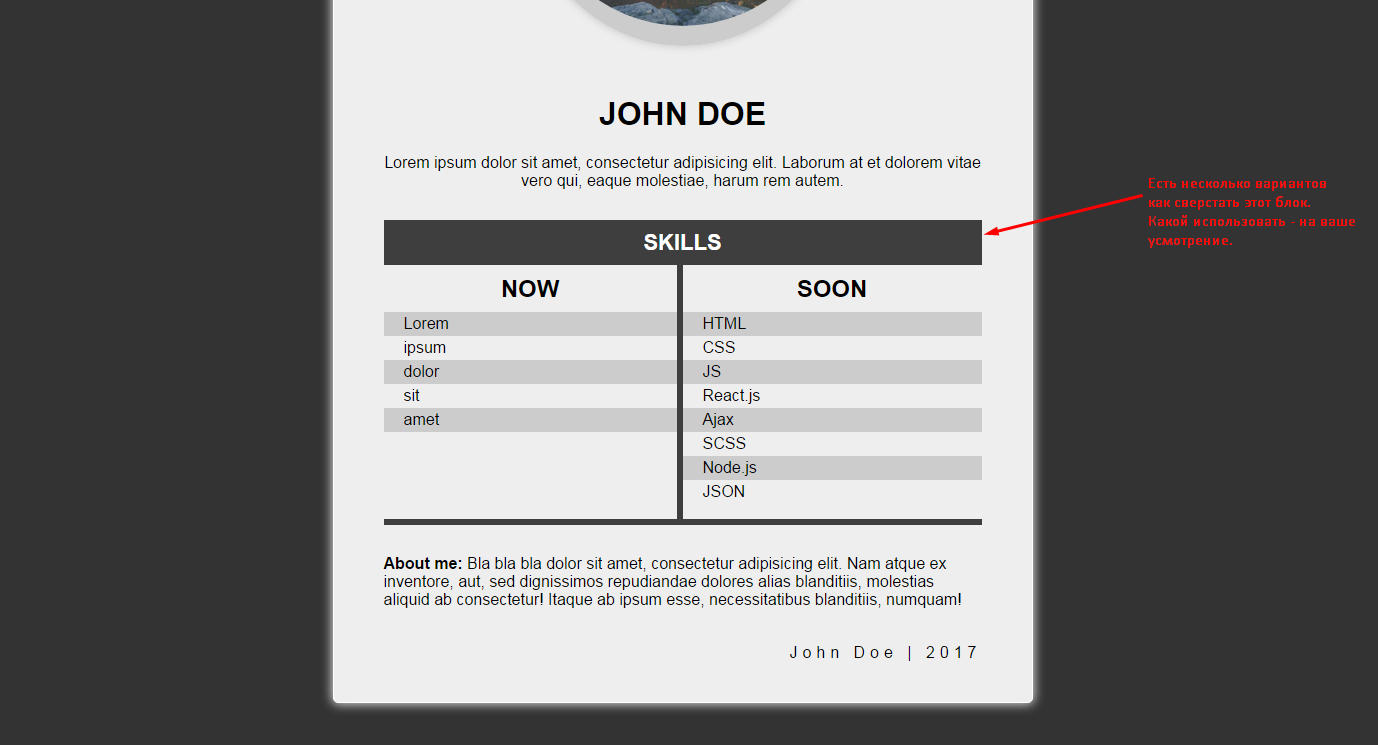 JOHN DOE
Lorem ipsum dolor sit amet, consectetur adipisicing elit. Laborum at et dolorem vitae
vero qui, eaque molestiae, harum rem autem.
Есть несколько вариантов
как сверстать этот блок.
Какой использовать - на ваше
усмотрение.
SKILLS
NOW
Lorem
ipsum
dolor
sit
amet
SOON
HTML
CSS
JS
React.js
Ajax
SCSS
Node.js
JSON
About me: Bla bla bla dolor sit amet, consectetur adipisicing elit. Nam atque ex
inventore, aut, sed dignissimos repudiandae dolores alias blanditiis, molestias
aliquid ab consectetur! Itaque ab ipsum esse, necessitatibus blanditiis, numquam!
John Doe | 2017